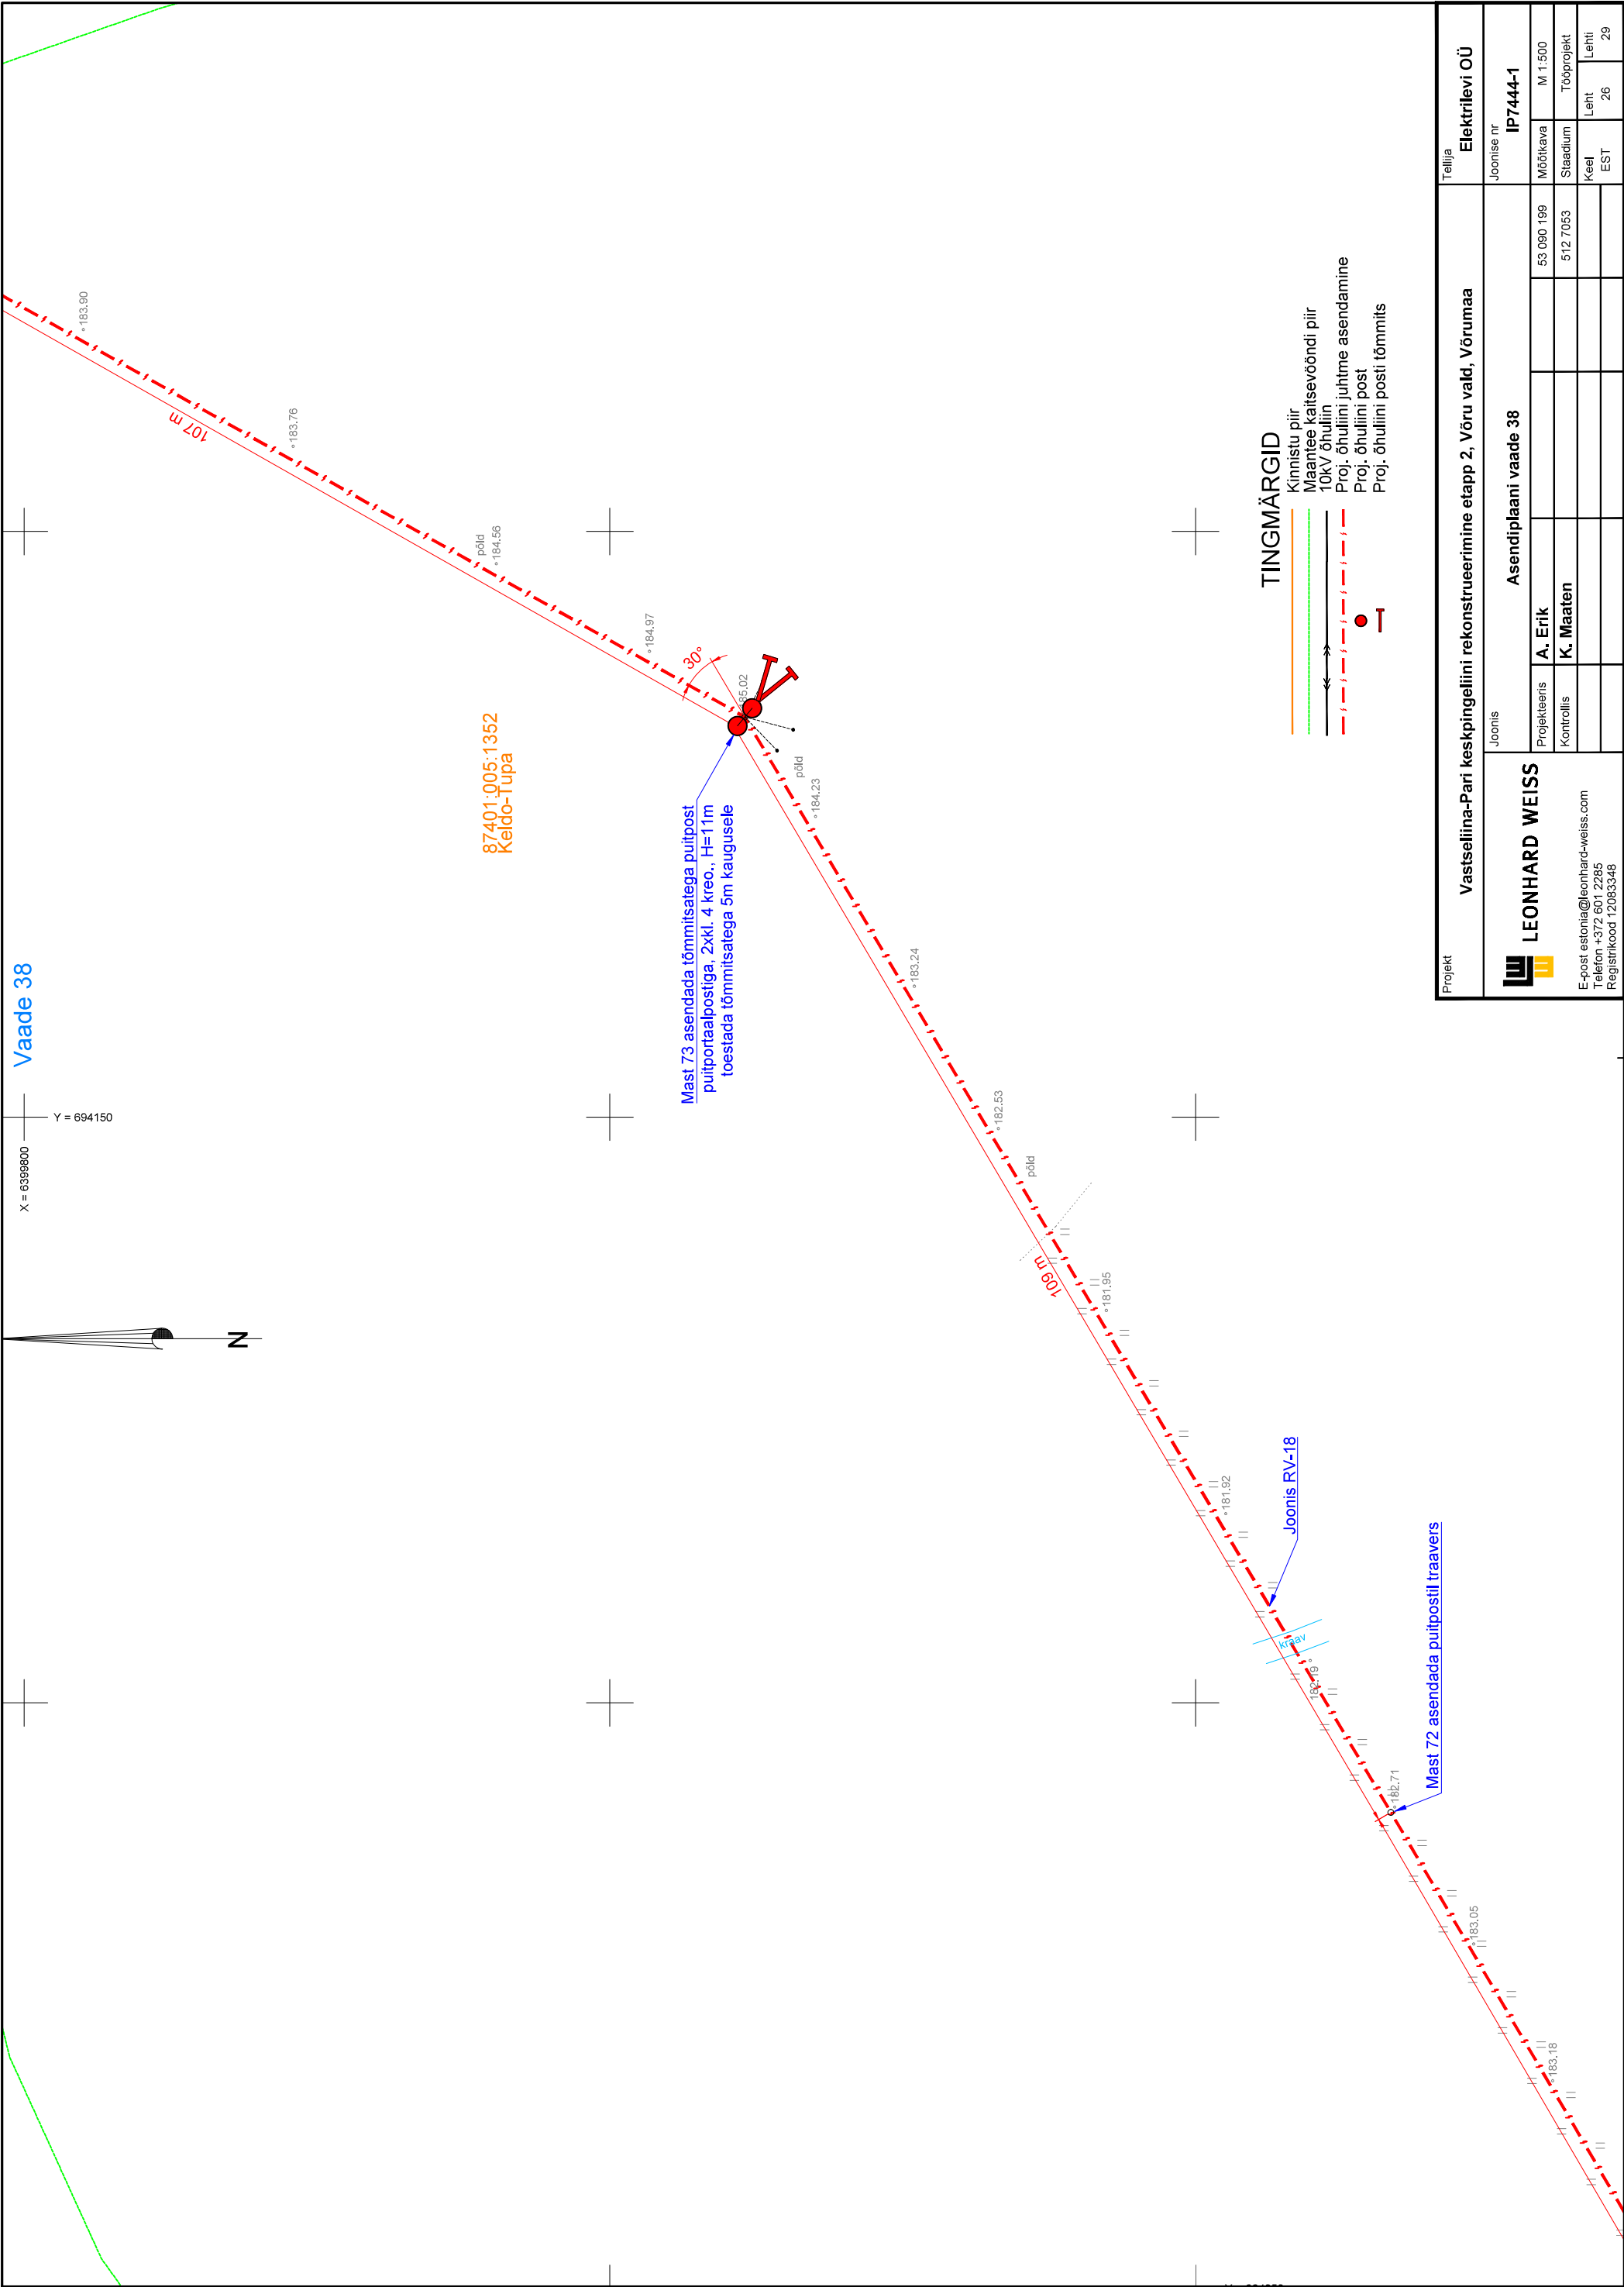 Vaade 38
X = 6399800
Y = 694150
N
183.90
107 m
183.76
põld
184.56
184.97
30°
87401:005:1352
Keldo-Tupa
Mast 73 asendada tõmmitsatega puitpost
puitportaalpostiga, 2xkl. 4 kreo., H=11m
toestada tõmmitsatega 5m kaugusele
põld
184.23
183.24
182.53
põld
109 m
181.95
181.92
Joonis RV-18
kraav
182.19
182.71
Mast 72 asendada puitpostil traavers
183.05
183.18
TINGMÄRGID
Kinnistu piir
Maantee kaitsevööndi piir
10kV õhuliin
Proj. õhuliini juhtme asendamine
Proj. õhuliini post
Proj. õhuliini posti tõmmits
Projekt
Vastseliina-Pari keskpingeliini rekonstrueerimine etapp 2, Võru vald, Võrumaa
Tellija
Elektrilevi OÜ
LEONHARD WEISS
E-post estonia@leonhard-weiss.com
Telefon +372 601 2285
Registrikood 12083348
Joonis
Asendiplaani vaade 38
Joonise nr
IP7444-1
Projekteeris A. Erik 53 090 199 Mõõtkava M 1:500
Kontrollis K. Maaten 512 7053 Staadium Tööprojekt
Keel Leht Lehti
EST 26 29